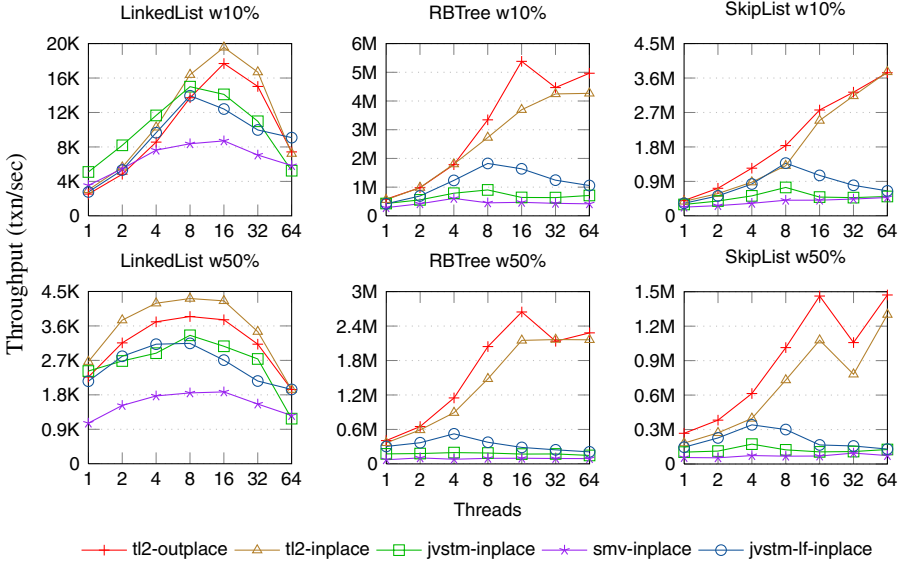 LinkedList w10% RBTree w10% SkipList w10%
20K 6M 4.5M
16K 5M 3.6M
12K 4M 2.7M
8K 3M 1.8M
4K 2M 0.9M
0 1M 0
0
1 2 4 8 16 32 64 1 2 4 8 16 32 64 1 2 4 8 16 32 64
Throughput (txn/sec)
LinkedList w50% RBTree w50% SkipList w50%
4.5K 3M 1.5M
3.6K 2.4M 1.2M
2.7K 1.8M 0.9M
1.8K 1.2M 0.6M
0.9K 0.6M 0.3M
0 0 0
1 2 4 8 16 32 64 1 2 4 8 16 32 64 1 2 4 8 16 32 64
Threads
tl2-outplace tl2-inplace jvstm-inplace smv-inplace jvstm-lf-inplace